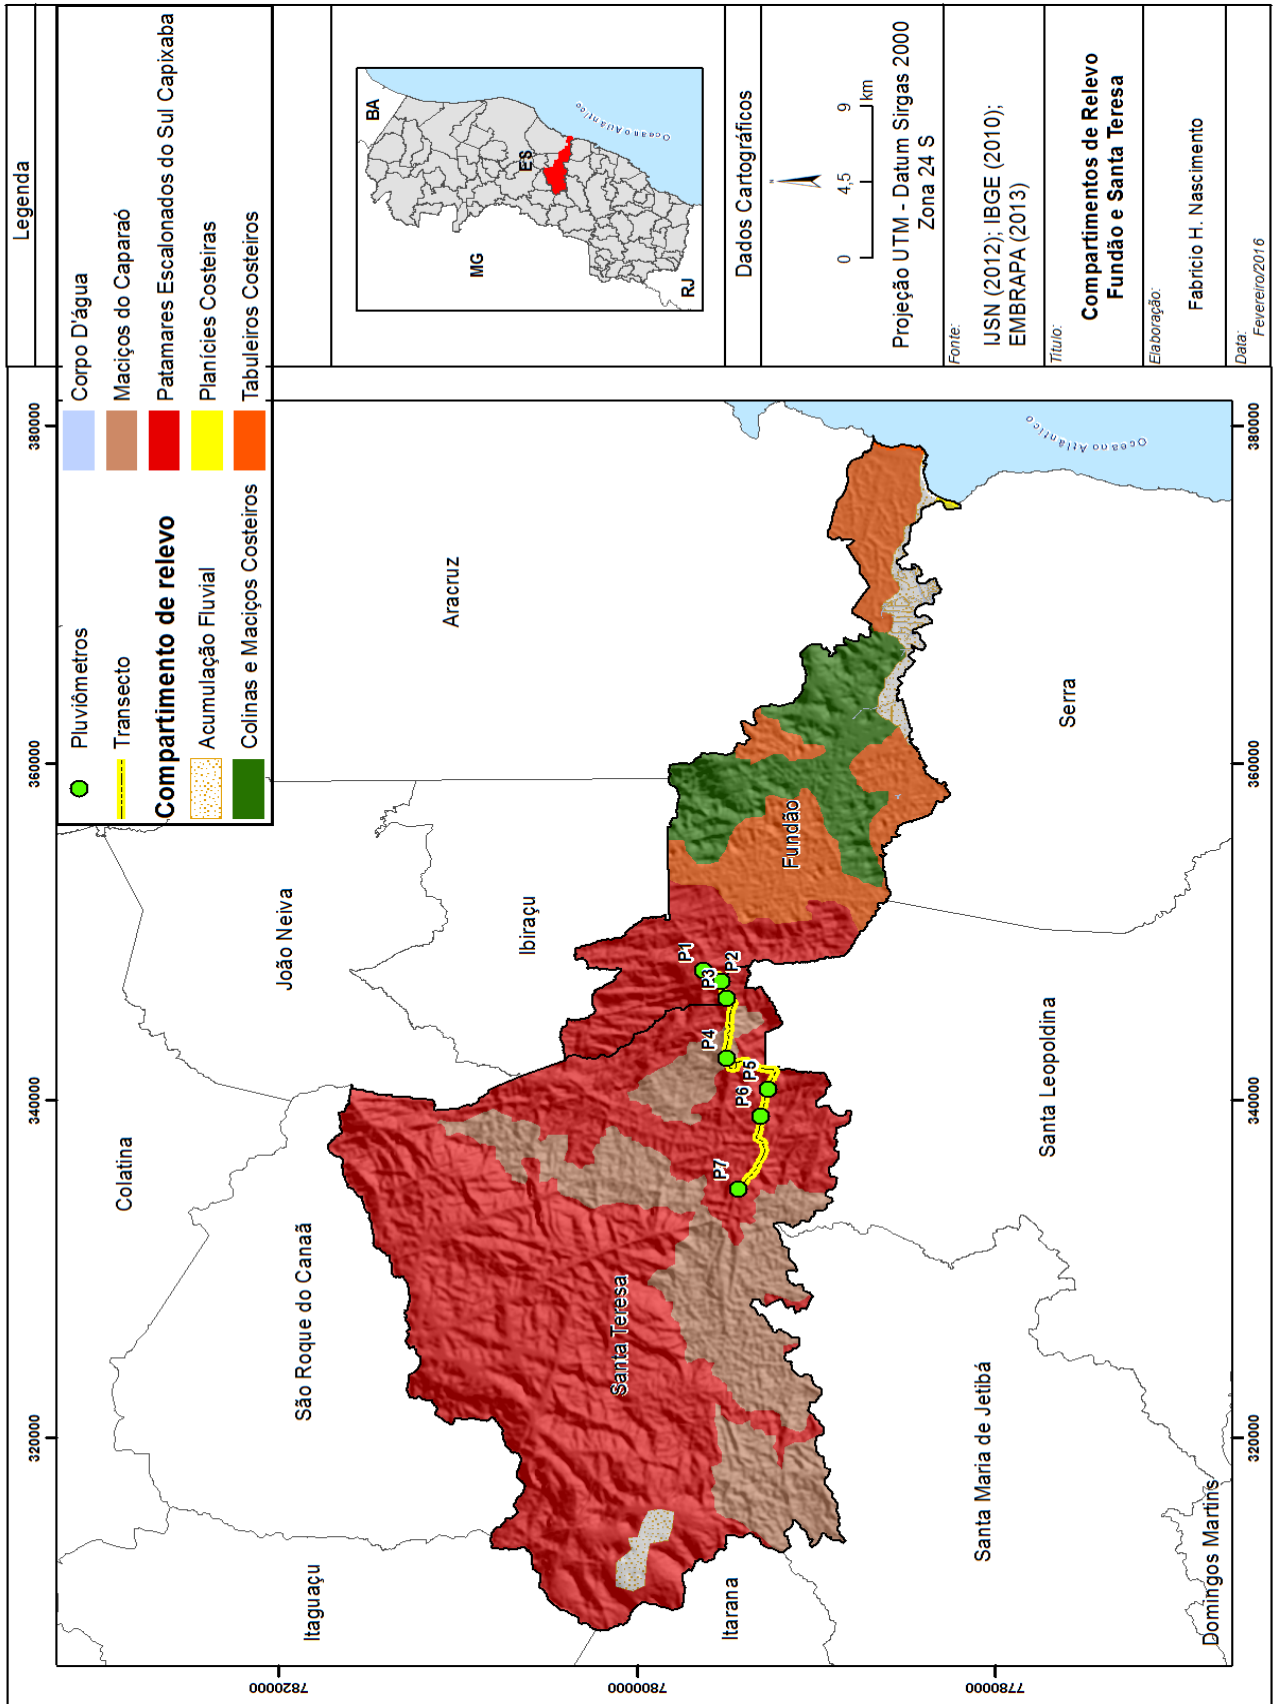 Legenda
Pluviômetros
Transecto
Compartimento de relevo
Acumulação Fluvial
Colinas e Maciços Costeiros
Corpo D'água
Maciços do Caparaó
Patamares Escalonados do Sul Capixaba
Planícies Costeiras
Tabuleiros Costeiros
BA
MG
ES
RJ
Oceano Atlântico
Dados Cartográficos
N
0 4,5 9
km
Projeção UTM - Datum Sirgas 2000
Zona 24 S
Fonte:
IJSN (2012); IBGE (2010);
EMBRAPA (2013)
Título:
Compartimentos de Relevo
Fundão e Santa Teresa
Elaboração:
Fabricio H. Nascimento
Data:
Fevereiro/2016
320000
340000
360000
380000
7820000
7800000
7780000
Itaguaçu
São Roque do Canaã
Colatina
João Neiva
Ibiraçu
Aracruz
Santa Teresa
Fundão
P1
P3
P2
P4
P5
P6
P7
Itarana
Santa Maria de Jetibá
Santa Leopoldina
Serra
Oceano Atlântico
Domingos Martins
320000
340000
360000
380000